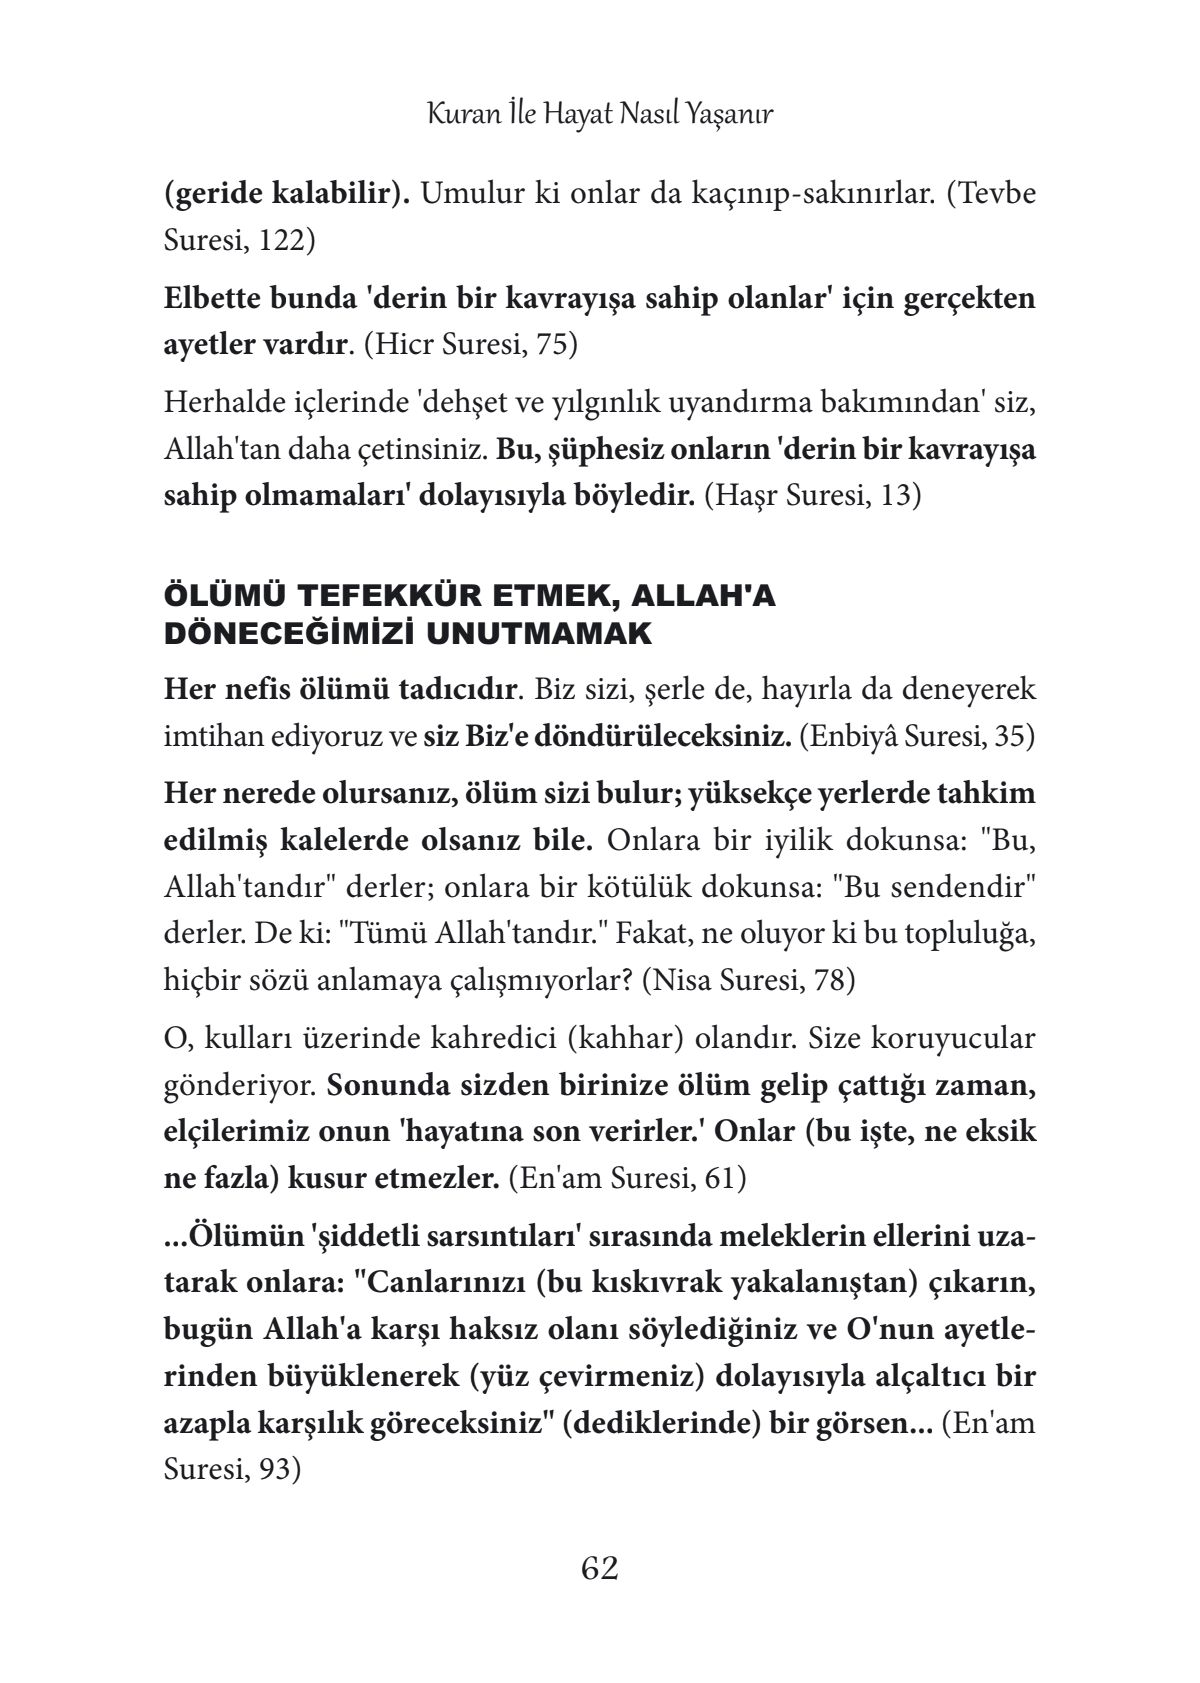 Kuran İle Hayat Nasıl Yaşanır
(geride kalabilir). Umulur ki onlar da kaçınıp-sakınırlar. (Tevbe
Suresi, 122)
Elbette bunda 'derin bir kavrayışa sahip olanlar' için gerçekten
ayetler vardır. (Hicr Suresi, 75)
Herhalde içlerinde 'dehşet ve yılgınlık uyandırma bakımından' siz,
Allah'tan daha çetinsiniz. Bu, şüphesiz onların 'derin bir kavrayışa
sahip olmamaları' dolayısıyla böyledir. (Haşr Suresi, 13)
ÖLÜMÜ TEFEKKÜR ETMEK, ALLAH'A
DÖNECEĞİMİZİ UNUTMAMAK
Her nefis ölümü tadıcıdır. Biz sizi, şerle de, hayırla da deneyerek
imtihan ediyoruz ve siz Biz'e döndürüleceksiniz. (Enbiyâ Suresi, 35)
Her nerede olursanız, ölüm sizi bulur; yüksekçe yerlerde tahkim
edilmiş kalelerde olsanız bile. Onlara bir iyilik dokunsa: "Bu,
Allah'tandır" derler; onlara bir kötülük dokunsa: "Bu sendendir"
derler. De ki: "Tümü Allah'tandır." Fakat, ne oluyor ki bu topluluğa,
hiçbir sözü anlamaya çalışmıyorlar? (Nisa Suresi, 78)
O, kulları üzerinde kahredici (kahhar) olandır. Size koruyucular
gönderiyor. Sonunda sizden birinize ölüm gelip çattığı zaman,
elçilerimiz onun 'hayatına son verirler.' Onlar (bu işte, ne eksik
ne fazla) kusur etmezler. (En'am Suresi, 61)
...Ölümün 'şiddetli sarsıntıları' sırasında meleklerin ellerini uza-
tarak onlara: "Canlarınızı (bu kıskıvrak yakalanıştan) çıkarın,
bugün Allah'a karşı haksız olanı söylediğiniz ve O'nun ayetle-
rinden büyüklenerek (yüz çevirmeniz) dolayısıyla alçaltıcı bir
azapla karşılık göreceksiniz" (dediklerinde) bir görsen... (En'am
Suresi, 93)
62